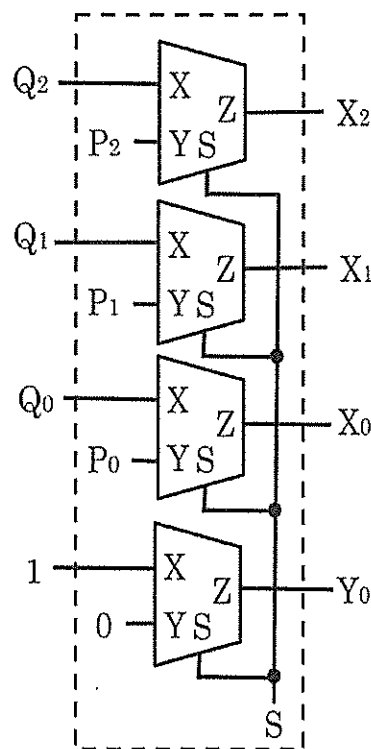 Q2 X
Z X2
P2 Y S
Q1 X
Z X1
P1 Y S
Q0 X
Z X0
P0 Y S
1 X
Z Y0
0 Y S
S